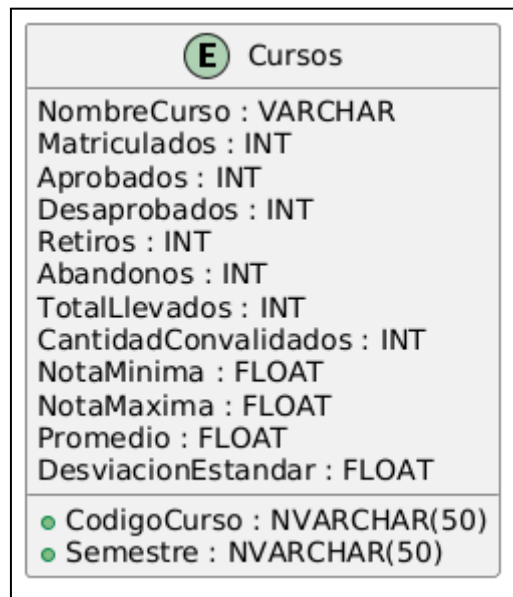 E Cursos
NombreCurso : VARCHAR
Matriculados : INT
Aprobados : INT
Desaprobados : INT
Retiros : INT
Abandonos : INT
TotalLlevados : INT
CantidadConvalidados : INT
NotaMinima : FLOAT
NotaMaxima : FLOAT
Promedio : FLOAT
DesviacionEstandar : FLOAT
CodigoCurso : NVARCHAR(50)
Semestre : NVARCHAR(50)